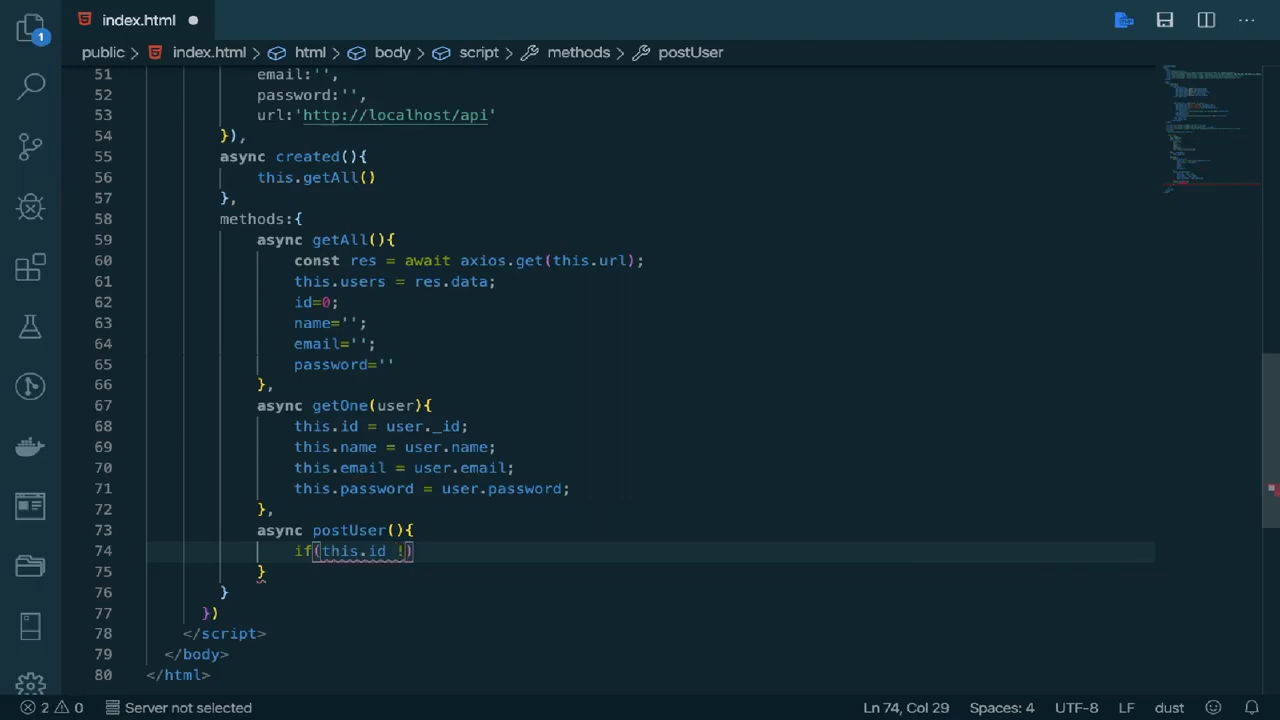 index.html
public > index.html > html > body > script > methods > postUser
1
51 email:'',
52 password:'',
53 url:'http://localhost/api'
54 }),
55 async created(){
56 this.getAll()
57 },
58 methods:{
59 async getAll(){
60 const res = await axios.get(this.url);
61 this.users = res.data;
62 id=0;
63 name='';
64 email='';
65 password=''
66 },
67 async getOne(user){
68 this.id = user._id;
69 this.name = user.name;
70 this.email = user.email;
71 this.password = user.password;
72 },
73 async postUser(){
74 if(this.id !)
75 }
76 }
77 })
78 </script>
79 </body>
80 </html>
2 0 Server not selected Ln 74, Col 29 Spaces: 4 UTF-8 LF dust